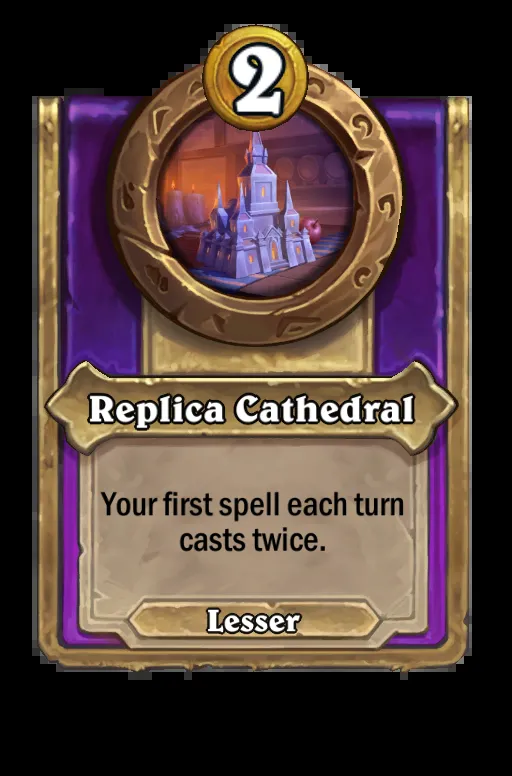 2
Replica Cathedral
Your first spell each turn
casts twice.
Lesser